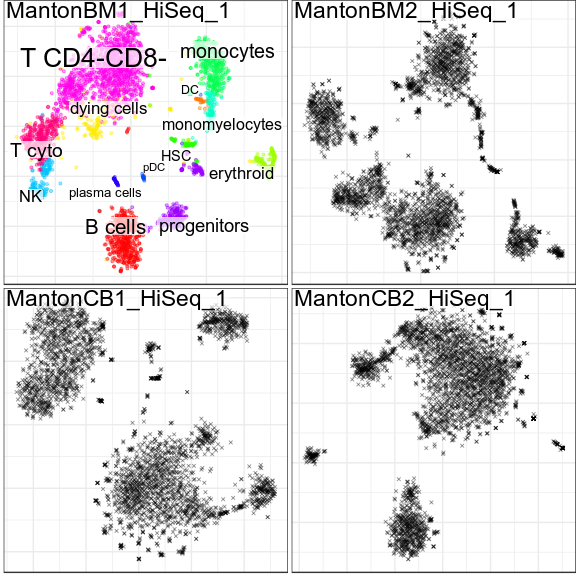 MantonBM1_HiSeq_1
T CD4-CD8-
monocytes
DC
dying cells
monomyelocytes
T cyto
HSC
pDC
erythroid
NK
plasma cells
B cells
progenitors
MantonBM2_HiSeq_1
MantonCB1_HiSeq_1
MantonCB2_HiSeq_1